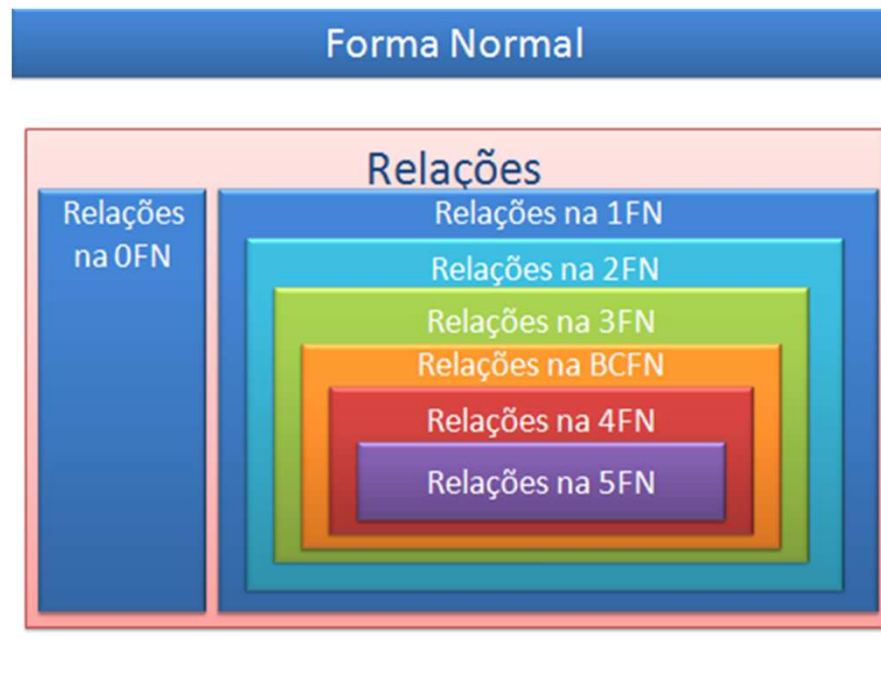 Forma Normal
Relações
Relações
na 0FN
Relações na 1FN
Relações na 2FN
Relações na 3FN
Relações na BCFN
Relações na 4FN
Relações na 5FN